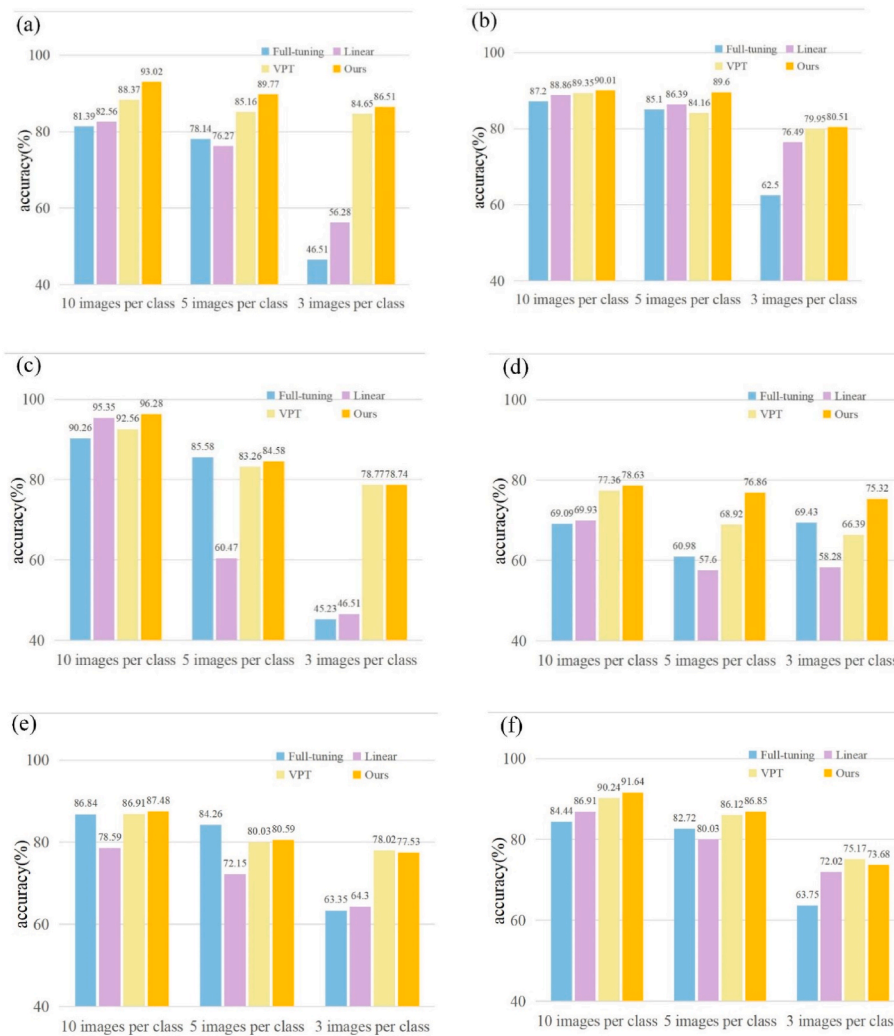 (a)
Full-tuning Linear
VPT Ours
accuracy(%)
100
80
60
40
81.39 82.56 88.37 93.02
78.14 76.27 85.16 89.77
46.51 56.28 84.65 86.51
10 images per class 5 images per class 3 images per class
(b)
Full-tuning Linear
VPT Ours
accuracy(%)
100
80
60
40
87.2 88.86 89.35 90.01
85.1 86.39 84.16 89.6
62.5 76.49 79.95 80.51
10 images per class 5 images per class 3 images per class
(c)
Full-tuning Linear
VPT Ours
accuracy(%)
100
80
60
40
90.26 95.35 92.56 96.28
85.58 60.47 83.26 84.58
45.23 46.51 78.77 78.74
10 images per class 5 images per class 3 images per class
(d)
Full-tuning Linear
VPT Ours
accuracy(%)
100
80
60
40
69.09 69.93 77.36 78.63
60.98 57.6 68.92 76.86
69.43 58.28 66.39 75.32
10 images per class 5 images per class 3 images per class
(e)
Full-tuning Linear
VPT Ours
accuracy(%)
100
80
60
40
86.84 78.59 86.91 87.48
84.26 72.15 80.03 80.59
63.35 64.3 78.02 77.53
10 images per class 5 images per class 3 images per class
(f)
Full-tuning Linear
VPT Ours
accuracy(%)
100
80
60
40
84.44 86.91 90.24 91.64
82.72 80.03 86.12 86.85
63.75 72.02 75.17 73.68
10 images per class 5 images per class 3 images per class